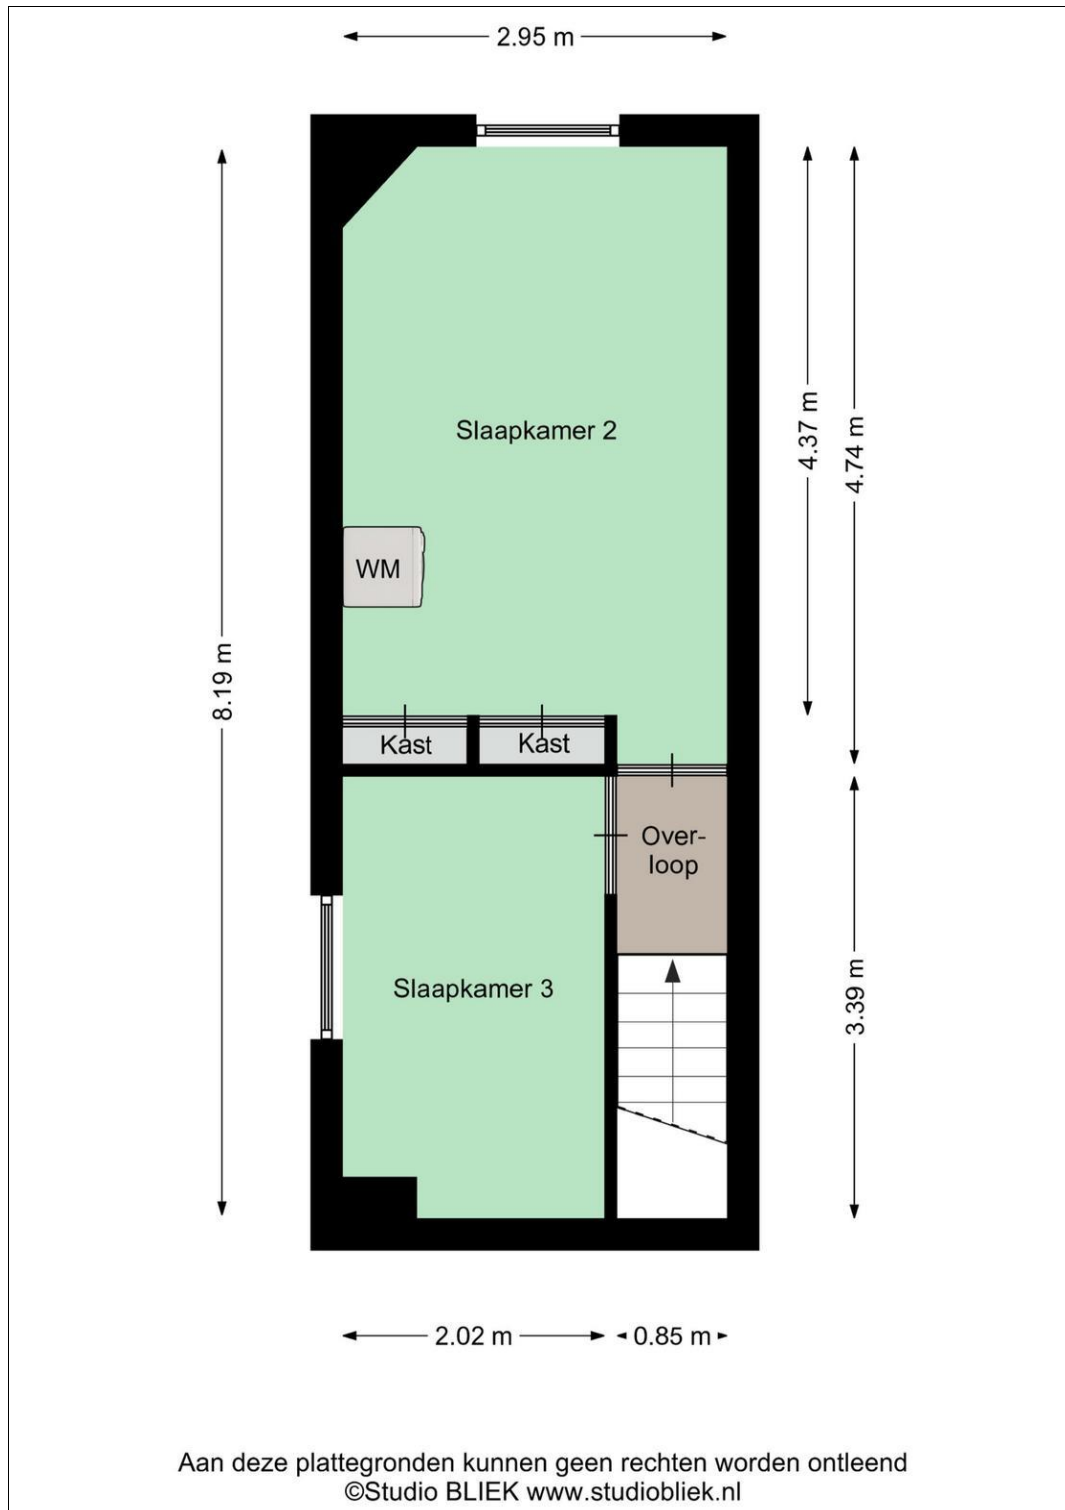 2.95 m
Slaapkamer 2
4.37 m
4.74 m
WM
8.19 m
Kast
Kast
Over-
loop
Slaapkamer 3
3.39 m
2.02 m
0.85 m
Aan deze plattegronden kunnen geen rechten worden ontleend
©Studio BLIEK www.studiobliek.nl